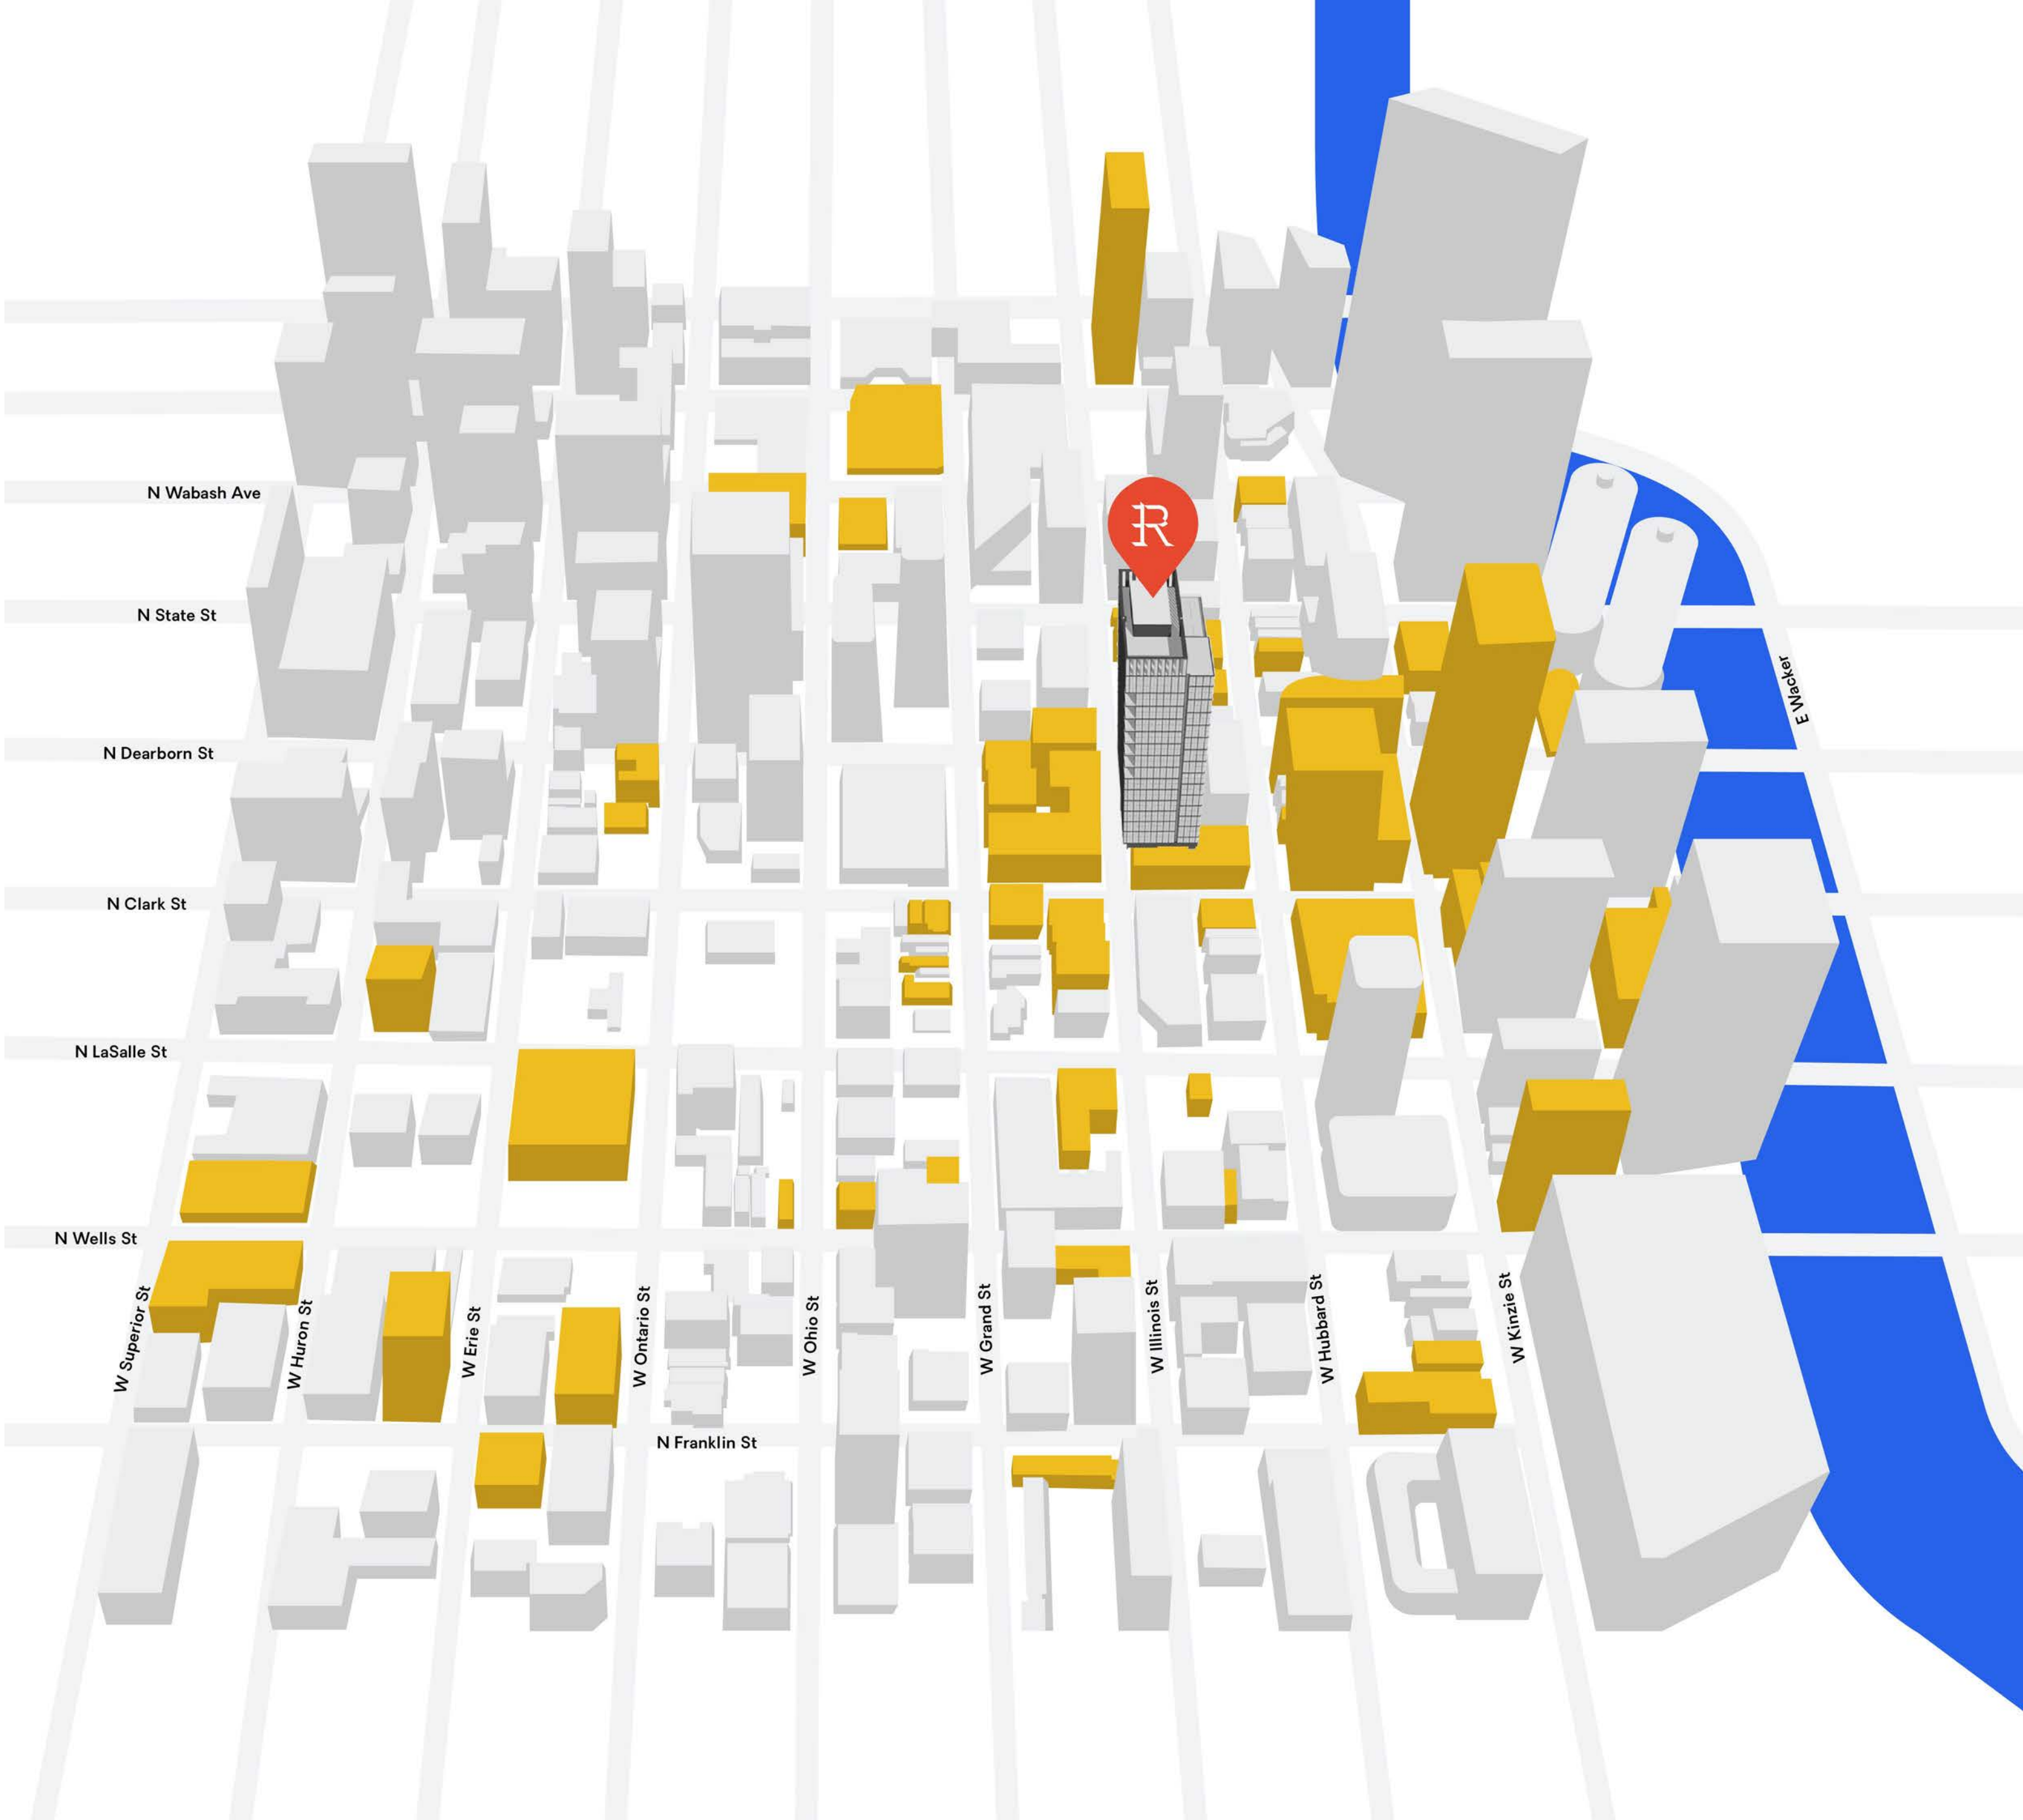 R
N Wabash Ave
N State St
E Wacker
N Dearborn St
N Clark St
N LaSalle St
N Wells St
W Superior St
W Huron St
W Erie St
W Ontario St
W Ohio St
W Grand St
W Illinois St
W Hubbard St
W Kinzie St
N Franklin St